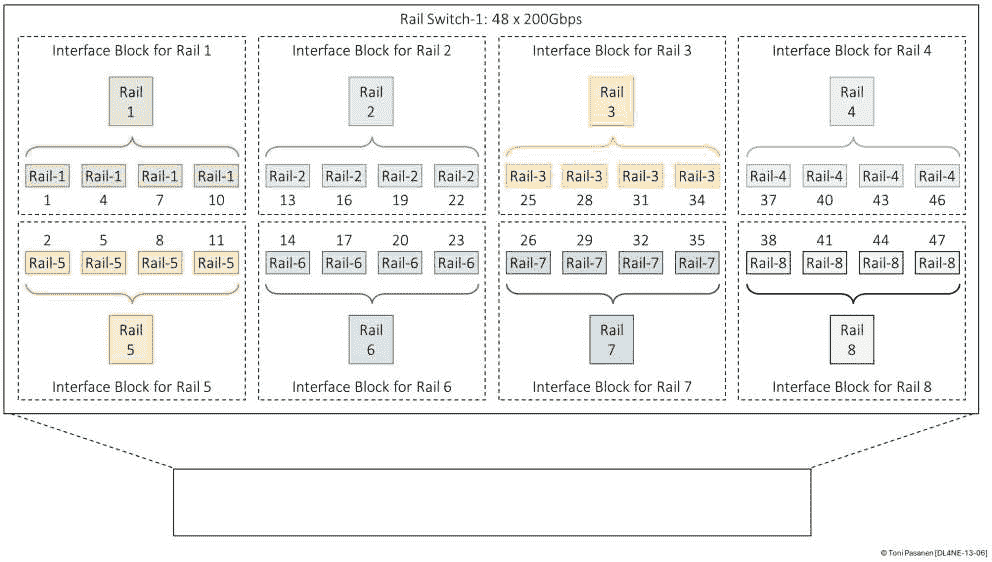 Rail Switch-1: 48 x 200Gbps
Interface Block for Rail 1
Interface Block for Rail 2
Interface Block for Rail 3
Interface Block for Rail 4
Rail 1
Rail 2
Rail 3
Rail 4
Rail-1 Rail-1 Rail-1 Rail-1 Rail-2 Rail-2 Rail-2 Rail-2 Rail-3 Rail-3 Rail-3 Rail-3 Rail-4 Rail-4 Rail-4 Rail-4
1 4 7 10 13 16 19 22 25 28 31 34 37 40 43 46
2 5 8 11 14 17 20 23 26 29 32 35 38 41 44 47
Rail-5 Rail-5 Rail-5 Rail-5 Rail-6 Rail-6 Rail-6 Rail-6 Rail-7 Rail-7 Rail-7 Rail-7 Rail-8 Rail-8 Rail-8 Rail-8
Rail 5
Rail 6
Rail 7
Rail 8
Interface Block for Rail 5
Interface Block for Rail 6
Interface Block for Rail 7
Interface Block for Rail 8
© Toni Pasanen [DL4NE-13-06]